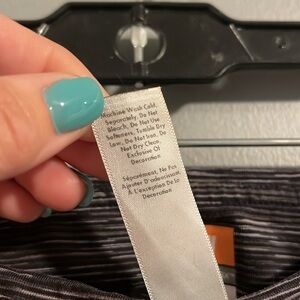 Machine Wash Cold,
Separately, Do Not
Bleach, Do Not Use
Softeners, Tumble Dry
Low, Do Not Iron, Do
Not Dry Clean,
Exclusive Of
Decoration
Séparément, Ne Pas
Ajouter D'adoucissant,
À L'exception De La
Décoration